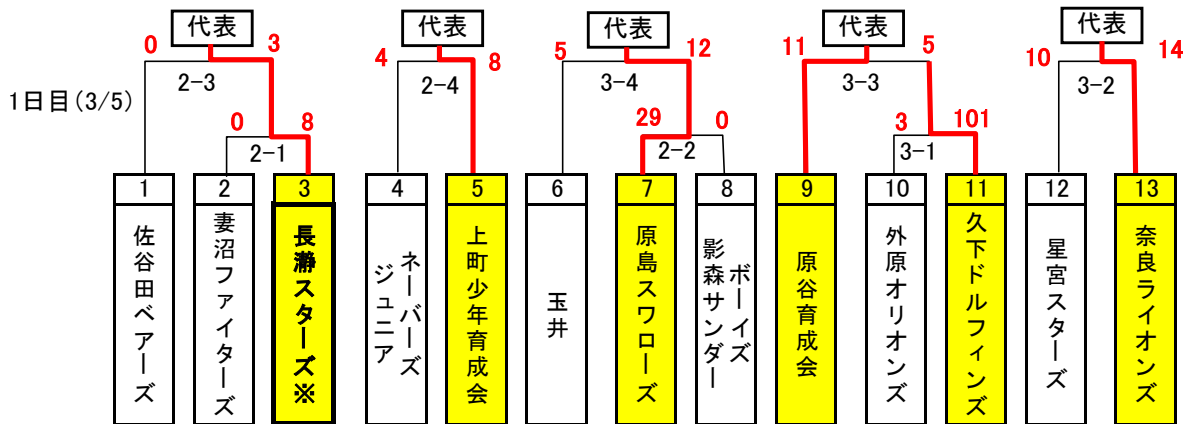 代表 代表 代表 代表 代表
0 3 4 8 5 12 11 5 10 14
2-3 2-4 3-4 3-3 3-2
1日目(3/5)
0 8 29 0 3 101
2-1 2-2 3-1
1 2 3 4 5 6 7 8 9 10 11 12 13
佐谷田ベアーズ
妻沼ファイターズ
長瀞スターズ※
ネーバーズ
ジュニア
上町少年育成会
玉井
原島スワローズ
ボーイズ
影森サンダー
原谷育成会
外原オリオンズ
久下ドルフィンズ
星宮スターズ
奈良ライオンズ